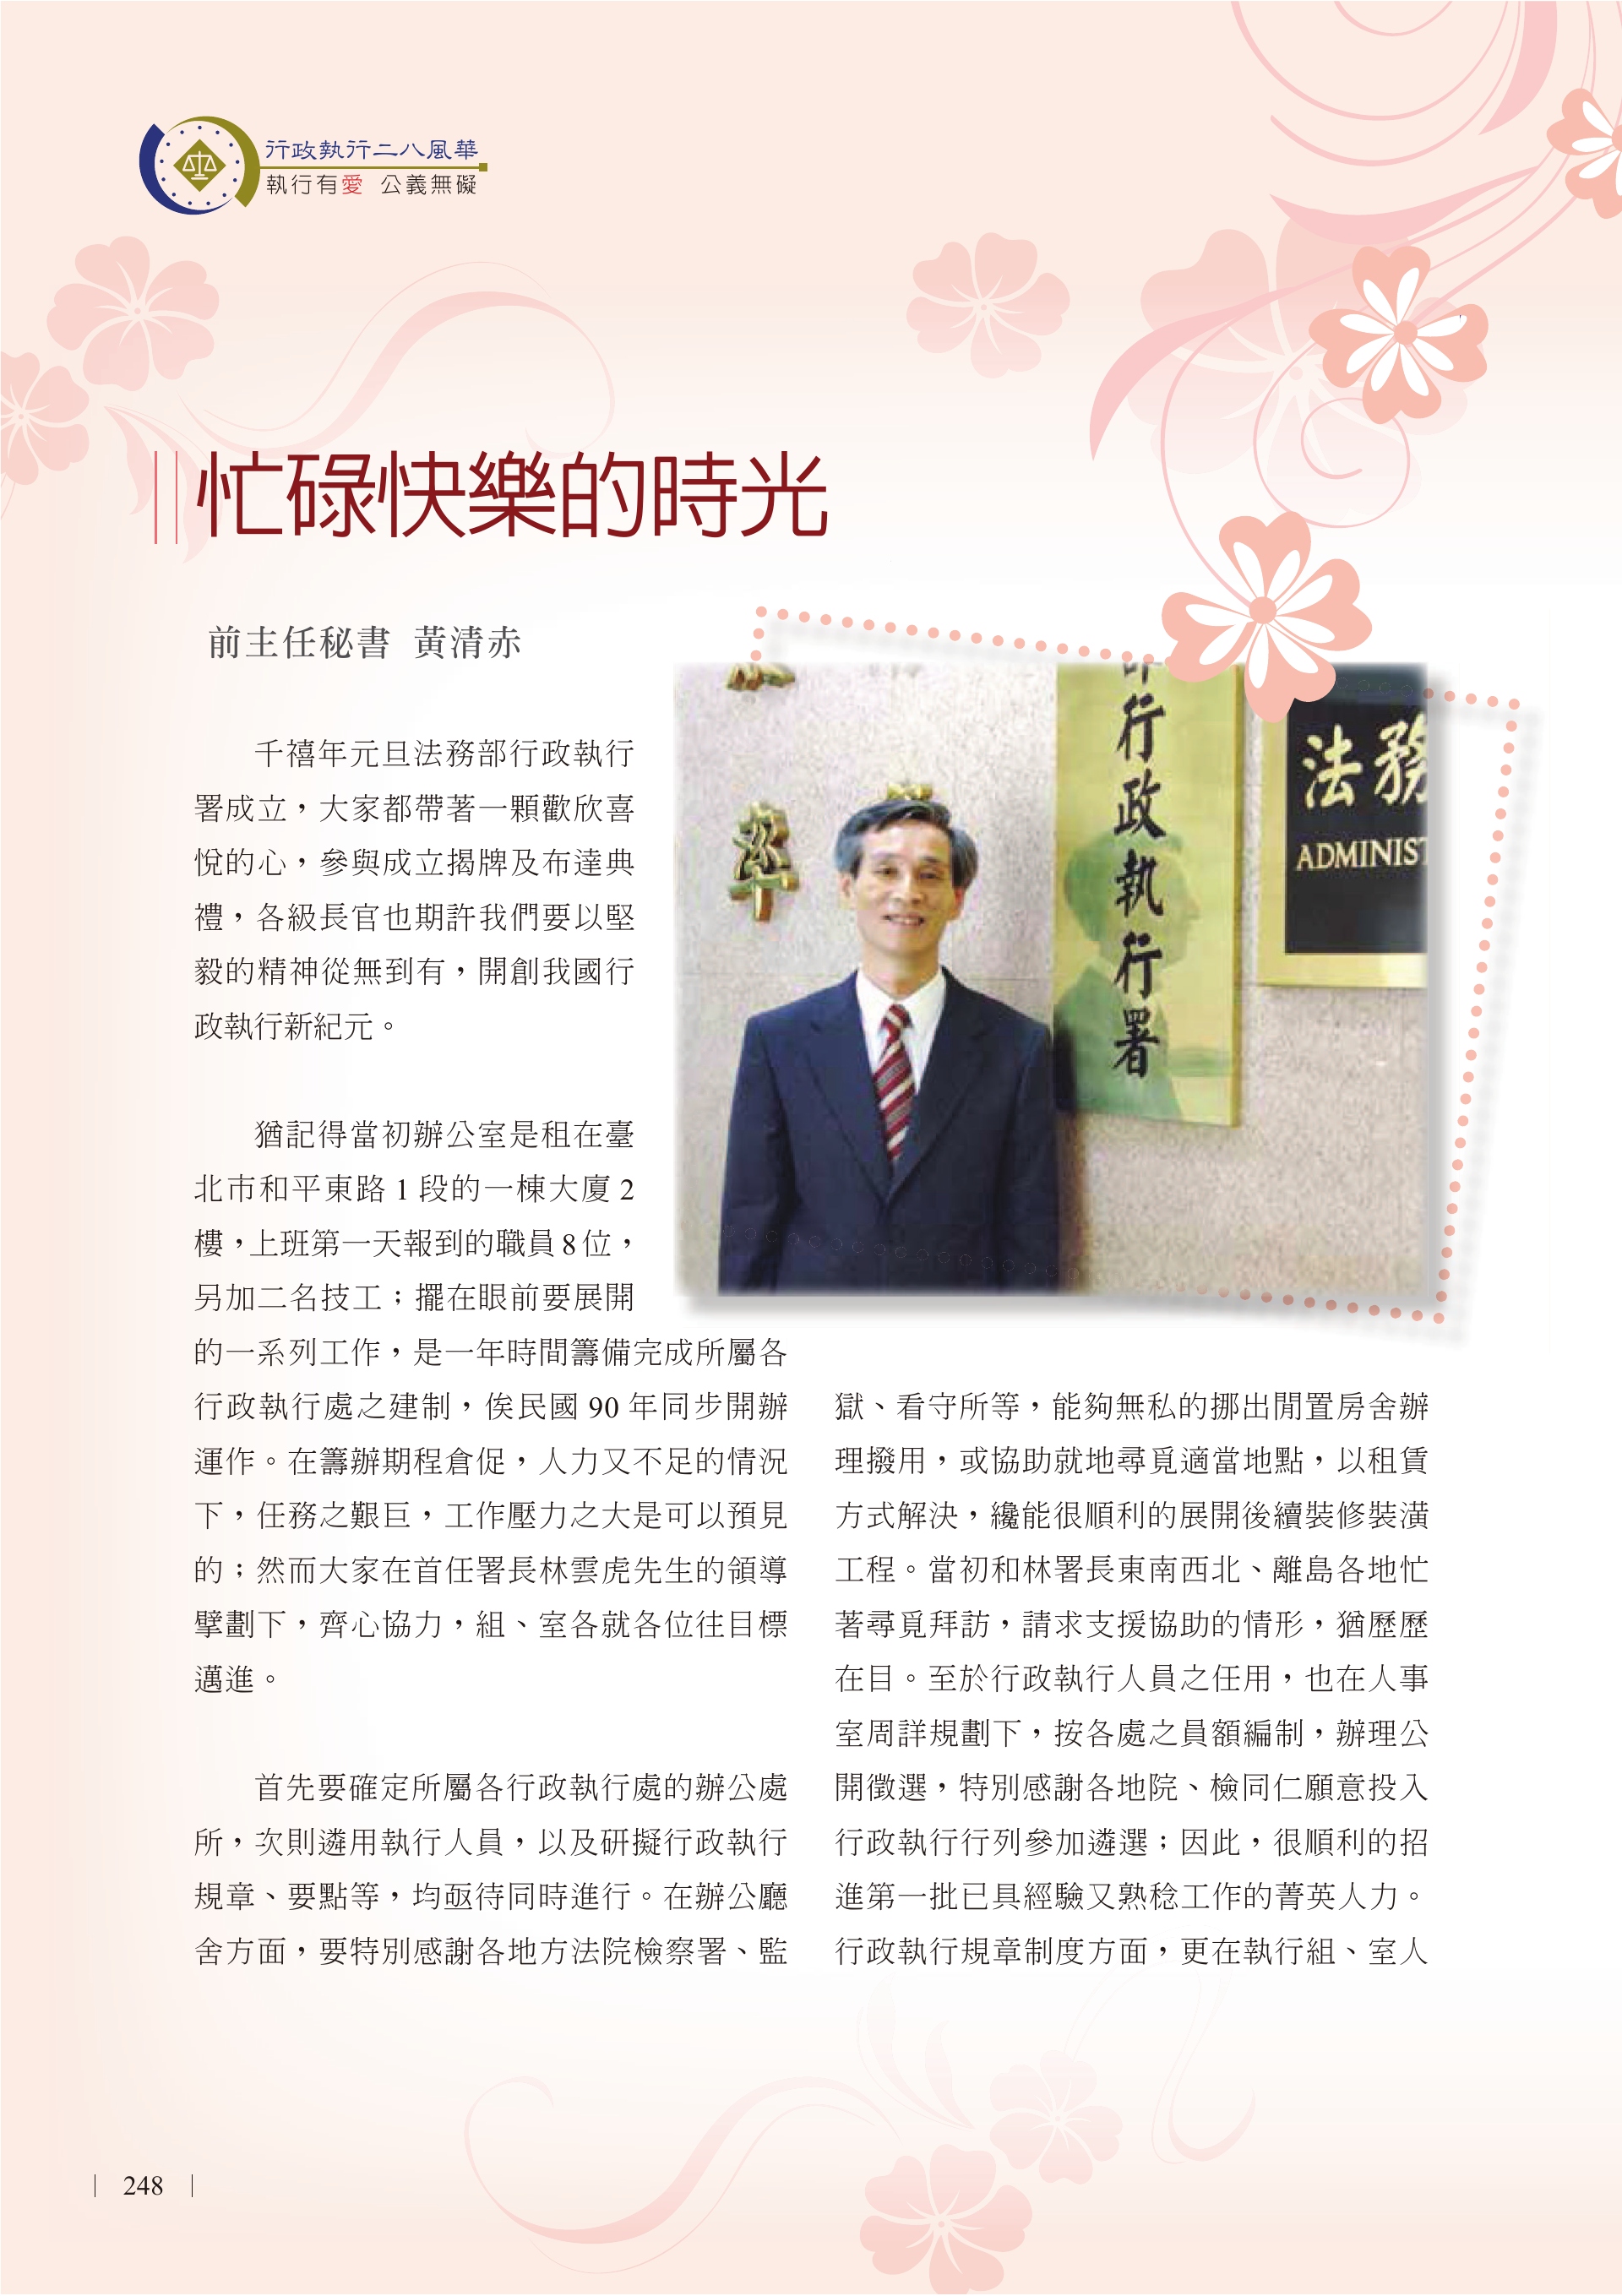 行政執行二八風華
執行有愛 公義無礙
忙碌快樂的時光
前主任秘書 黃清赤
千禧年元旦法務部行政執行
署成立，大家都帶著一顆歡欣喜
悅的心，參與成立揭牌及布達典
禮，各級長官也期許我們要以堅
毅的精神從無到有，開創我國行
政執行新紀元。
猶記得當初辦公室是租在臺
北市和平東路 1 段的一棟大廈 2
樓，上班第一天報到的職員 8 位，
另加二名技工；擺在眼前要展開
的一系列工作，是一年時間籌備完成所屬各
行政執行處之建制，俟民國 90 年同步開辦
運作。在籌辦期程倉促，人力又不足的情況
下，任務之艱巨，工作壓力之大是可以預見
的；然而大家在首任署長林雲虎先生的領導
擘劃下，齊心協力，組、室各就各位往目標
邁進。
首先要確定所屬各行政執行處的辦公處
所，次則遴用執行人員，以及研擬行政執行
規章、要點等，均亟待同時進行。在辦公廳
舍方面，要特別感謝各地方法院檢察署、監
獄、看守所等，能夠無私的挪出閒置房舍辦
理撥用，或協助就地尋覓適當地點，以租賃
方式解決，纔能很順利的展開後續裝修裝潢
工程。當初和林署長東南西北、離島各地忙
著尋覓拜訪，請求支援協助的情形，猶歷歷
在目。至於行政執行人員之任用，也在人事
室周詳規劃下，按各處之員額編制，辦理公
開徵選，特別感謝各地院、檢同仁願意投入
行政執行行列參加遴選；因此，很順利的招
進第一批已具經驗又熟稔工作的菁英人力。
行政執行規章制度方面，更在執行組、室人
行政執行署
法務
ADMINIST
率
248